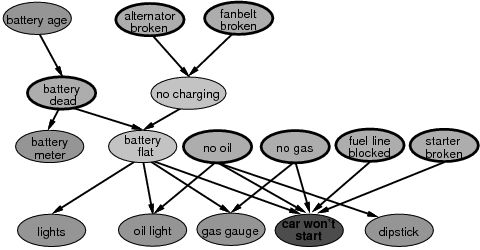 battery age
alternator
broken
fanbelt
broken
battery
dead
no charging
battery
meter
battery
flat
no oil
no gas
fuel line
blocked
starter
broken
lights
oil light
gas gauge
car won't
start
dipstick